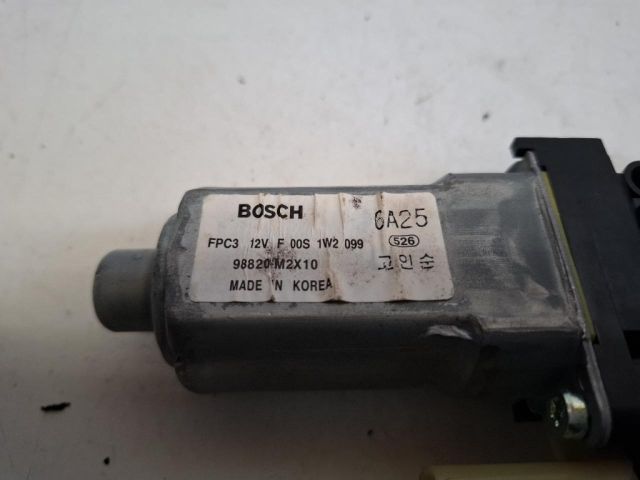 BOSCH 6A25
FPC3 12V F 00S 1W2 099 526
98820-M2X10 고인순
MADE IN KOREA